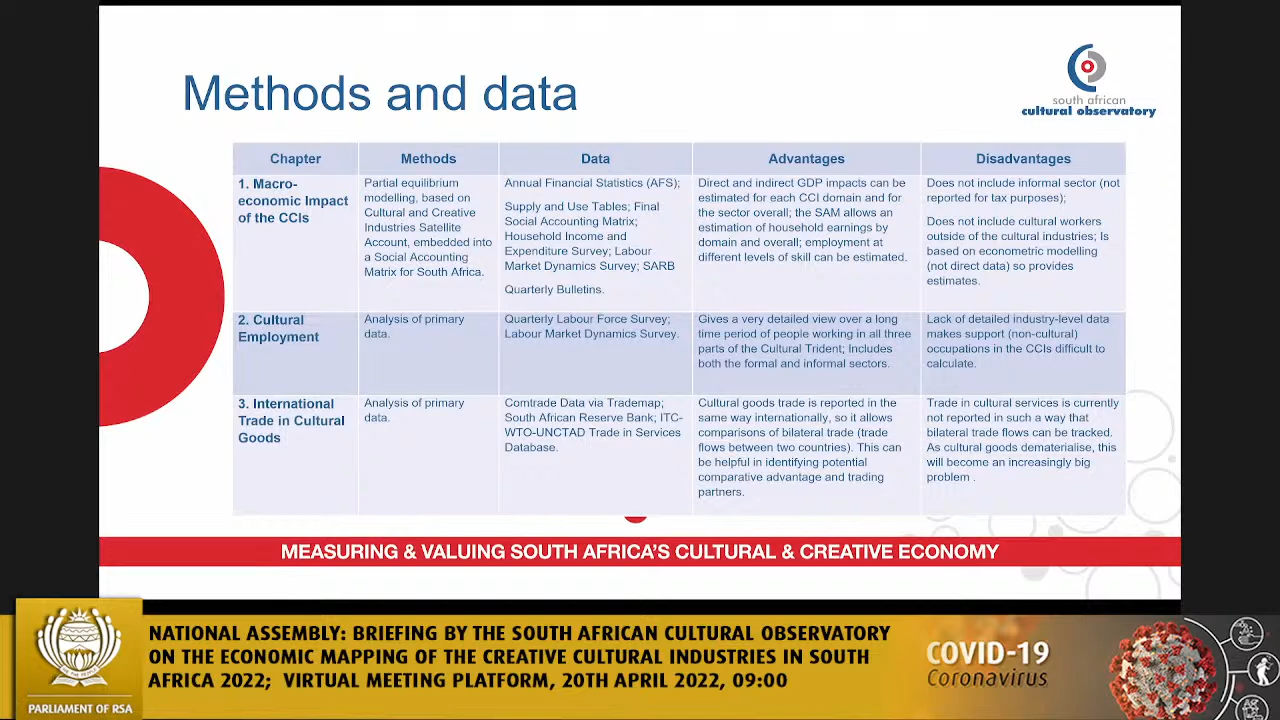 Methods and data
south african
cultural observatory
Chapter
Methods
Data
Advantages
Disadvantages
1. Macro-
economic Impact
of the CCIs
Partial equilibrium
modelling, based on
Cultural and Creative
Industries Satellite
Account, embedded into
a Social Accounting
Matrix for South Africa.
Annual Financial Statistics (AFS);
Supply and Use Tables; Final
Social Accounting Matrix;
Household Income and
Expenditure Survey; Labour
Market Dynamics Survey; SARB
Quarterly Bulletins.
Direct and indirect GDP impacts can be
estimated for each CCI domain and for
the sector overall; the SAM allows an
estimation of household earnings by
domain and overall; employment at
different levels of skill can be estimated.
Does not include informal sector (not
reported for tax purposes);
Does not include cultural workers
outside of the cultural industries; Is
based on econometric modelling
(not direct data) so provides
estimates.
2. Cultural
Employment
Analysis of primary
data.
Quarterly Labour Force Survey;
Labour Market Dynamics Survey.
Gives a very detailed view over a long
time period of people working in all three
parts of the Cultural Trident; Includes
both the formal and informal sectors.
Lack of detailed industry-level data
makes support (non-cultural)
occupations in the CCIs difficult to
calculate.
3. International
Trade in Cultural
Goods
Analysis of primary
data.
Comtrade Data via Trademap;
South African Reserve Bank; ITC-
WTO-UNCTAD Trade in Services
Database.
Cultural goods trade is reported in the
same way internationally, so it allows
comparisons of bilateral trade (trade
flows between two countries). This can
be helpful in identifying potential
comparative advantage and trading
partners.
Trade in cultural services is currently
not reported in such a way that
bilateral trade flows can be tracked.
As cultural goods dematerialise, this
will become an increasingly big
problem .
MEASURING & VALUING SOUTH AFRICA'S CULTURAL & CREATIVE ECONOMY
NATIONAL ASSEMBLY: BRIEFING BY THE SOUTH AFRICAN CULTURAL OBSERVATORY
ON THE ECONOMIC MAPPING OF THE CREATIVE CULTURAL INDUSTRIES IN SOUTH
AFRICA 2022; VIRTUAL MEETING PLATFORM, 20TH APRIL 2022, 09:00
PARLIAMENT OF RSA
COVID-19
Coronavirus